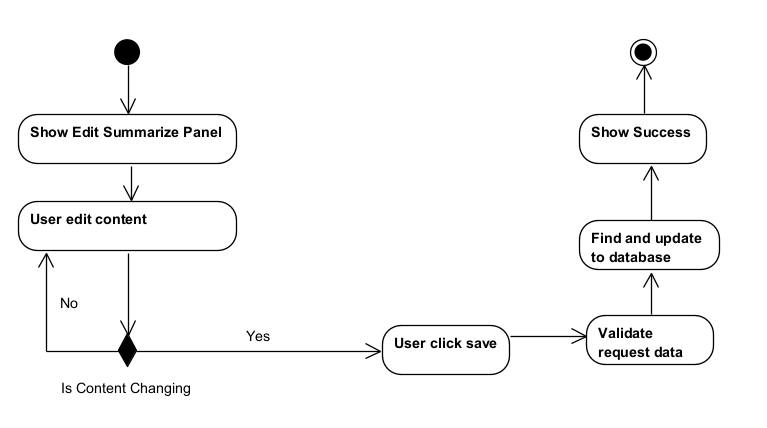 Show Edit Summarize Panel
User edit content
No
Is Content Changing
Yes
User click save
Validate
request data
Find and update
to database
Show Success